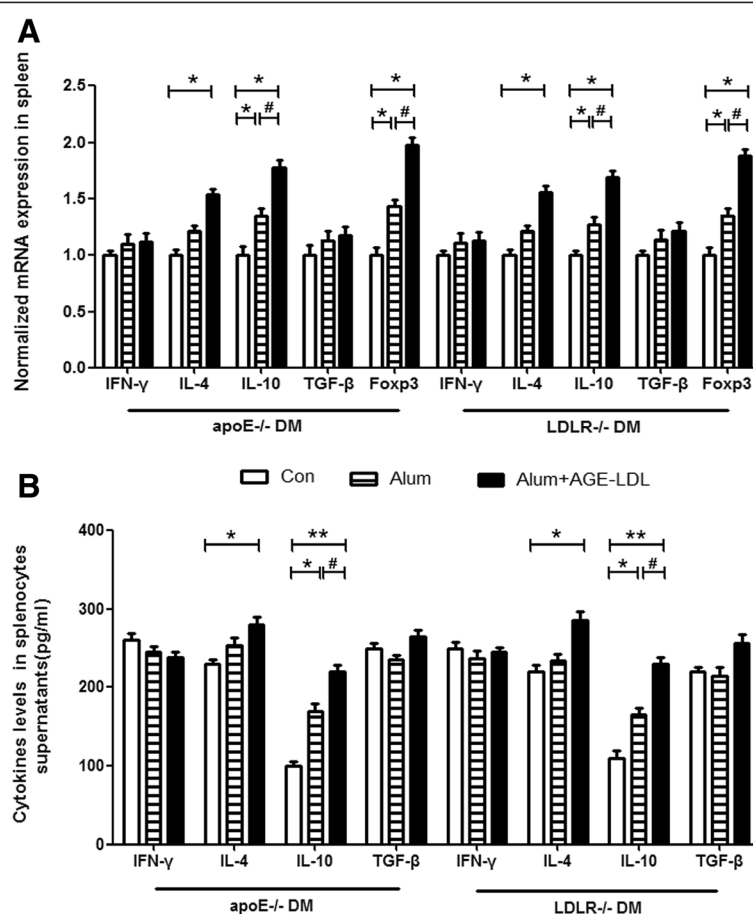 A
Normalized mRNA expression in spleen
2.5
2.0
1.5
1.0
0.5
0.0
* * * # * * # * * * # * * #
IFN-γ IL-4 IL-10 TGF-β Foxp3 IFN-γ IL-4 IL-10 TGF-β Foxp3
apoE-/- DM LDLR-/- DM
Con Alum Alum+AGE-LDL
B
Cytokines levels in splenocytes
supernatants(pg/ml)
400
300
200
100
0
* ** * # * ** * #
IFN-γ IL-4 IL-10 TGF-β IFN-γ IL-4 IL-10 TGF-β
apoE-/- DM LDLR-/- DM